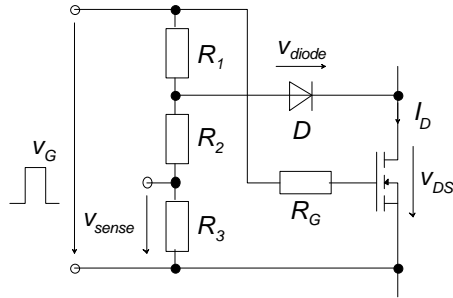 R1
vdiode
R2
D
ID
vG
vDS
vsense
R3
RG